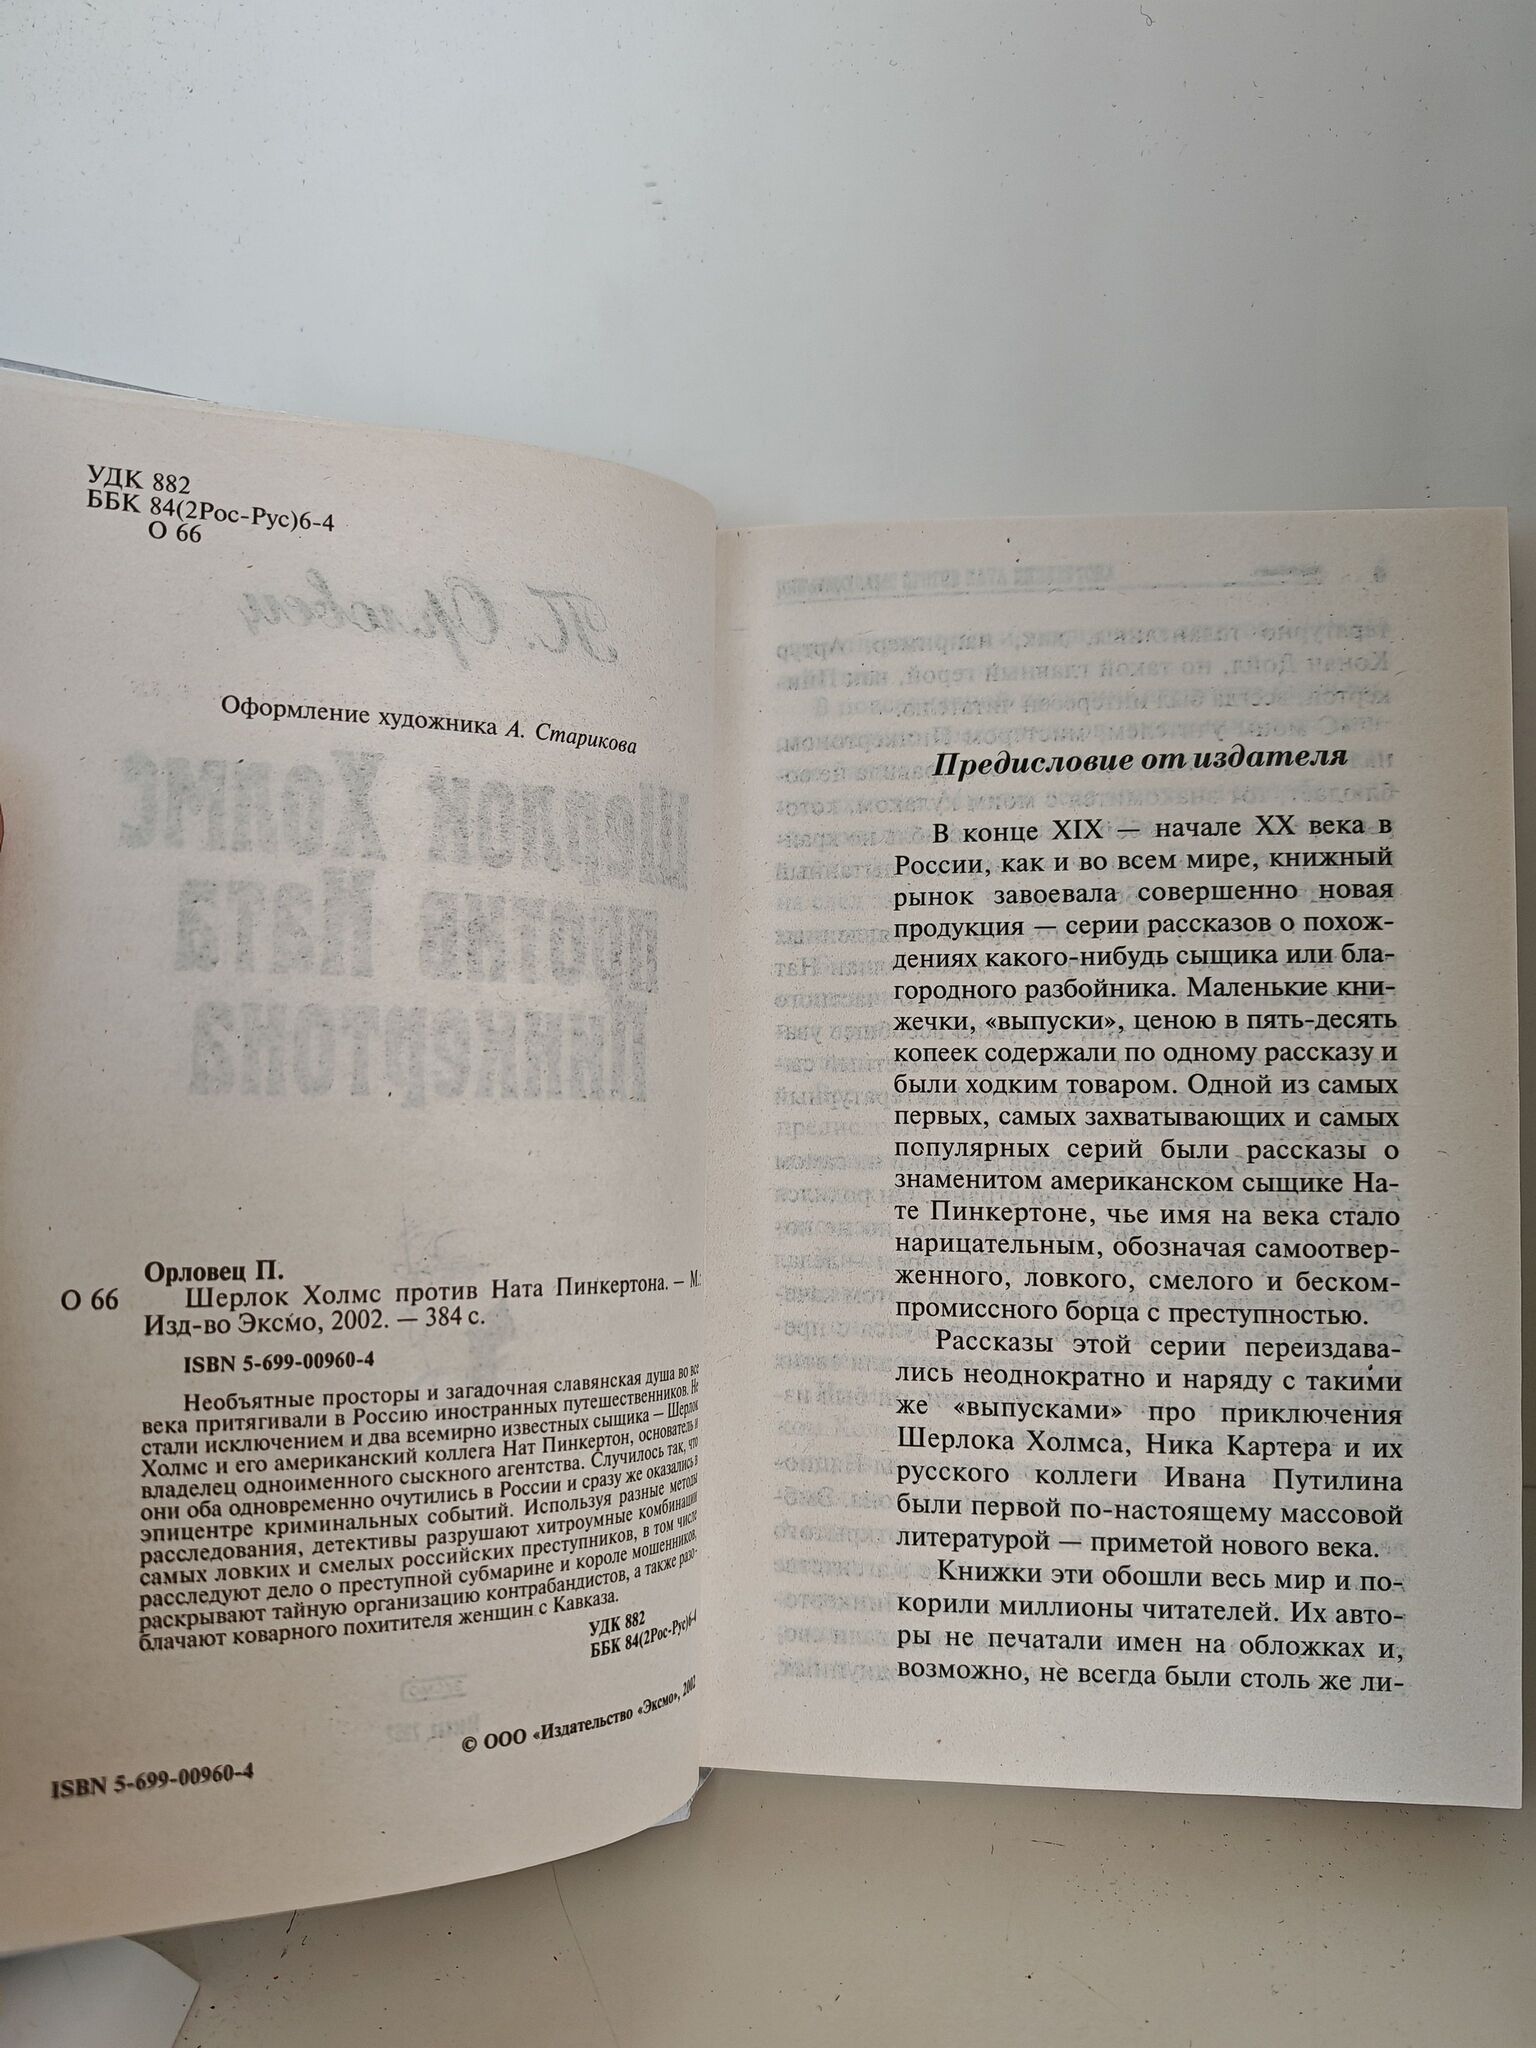 УДК 882
ББК 84(2Рос-Рус)6-4
О 66
Оформление художника А. Старикова
Орловец П.
О 66 Шерлок Холмс против Ната Пинкертона. — М.:
Изд-во Эксмо, 2002. — 384 с.
ISBN 5-699-00960-4
Необъятные просторы и загадочная славянская душа во все
века притягивали в Россию иностранных путешественников. Не
стали исключением и два всемирно известных сыщика — Шерлок
Холмс и его американский коллега Нат Пинкертон, основатель и
владелец одноименного сыскного агентства. Случилось так, что
они оба одновременно очутились в России и сразу же оказались в
эпицентре криминальных событий. Используя разные методы
расследования, детективы разрушают хитроумные комбинации
самых ловких и смелых российских преступников, в том числе
расследуют дело о преступной субмарине и короле мошенников,
раскрывают тайную организацию контрабандистов, а также разо-
блачают коварного похитителя женщин с Кавказа.
УДК 882
ББК 84(2Рос-Рус)6-4
© ООО «Издательство «Эксмо», 2002
ISBN 5-699-00960-4
Предисловие от издателя
В конце XIX — начале XX века в
России, как и во всем мире, книжный
рынок завоевала совершенно новая
продукция — серии рассказов о похож-
дениях какого-нибудь сыщика или бла-
городного разбойника. Маленькие кни-
жечки, «выпуски», ценою в пять-десять
копеек содержали по одному рассказу и
были ходким товаром. Одной из самых
первых, самых захватывающих и самых
популярных серий были рассказы о
знаменитом американском сыщике На-
те Пинкертоне, чье имя на века стало
нарицательным, обозначая самоотвер-
женного, ловкого, смелого и беском-
промиссного борца с преступностью.
Рассказы этой серии переиздава-
лись неоднократно и наряду с такими
же «выпусками» про приключения
Шерлока Холмса, Ника Картера и их
русского коллеги Ивана Путилина
были первой по-настоящему массовой
литературой — приметой нового века.
Книжки эти обошли весь мир и по-
корили миллионы читателей. Их авто-
ры не печатали имен на обложках и,
возможно, не всегда были столь же ли-